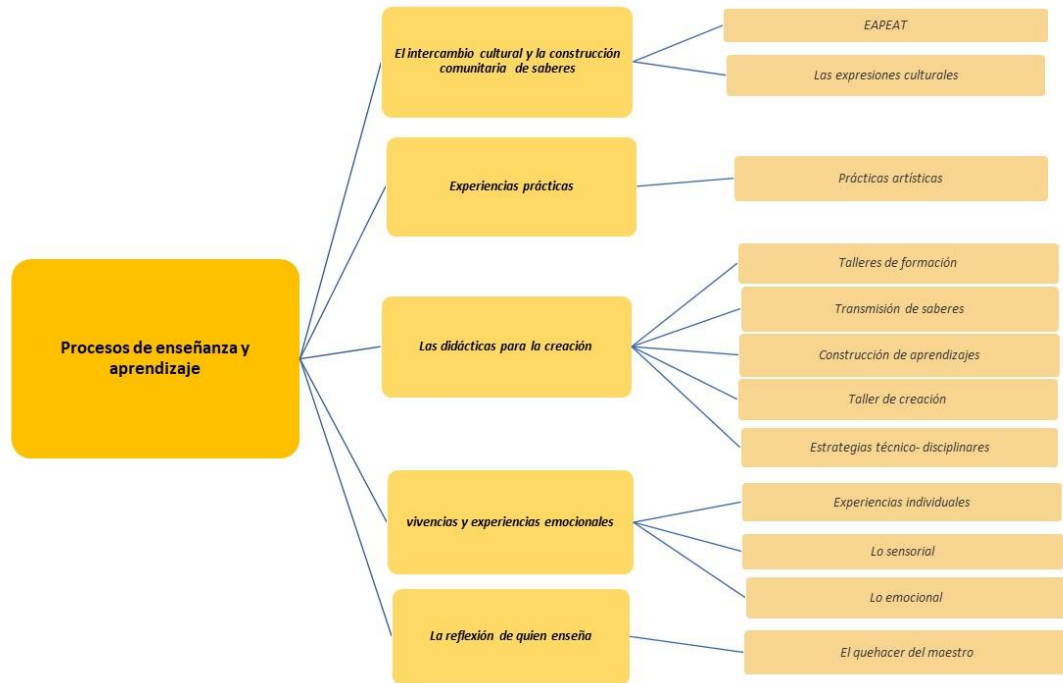 Procesos de enseñanza y
aprendizaje
El intercambio cultural y la construcción
comunitaria de saberes
EAPEAT
Las expresiones culturales
Experiencias prácticas
Prácticas artísticas
Las didácticas para la creación
Talleres de formación
Transmisión de saberes
Construcción de aprendizajes
Taller de creación
Estrategias técnico- disciplinares
vivencias y experiencias emocionales
Experiencias individuales
Lo sensorial
Lo emocional
La reflexión de quien enseña
El quehacer del maestro